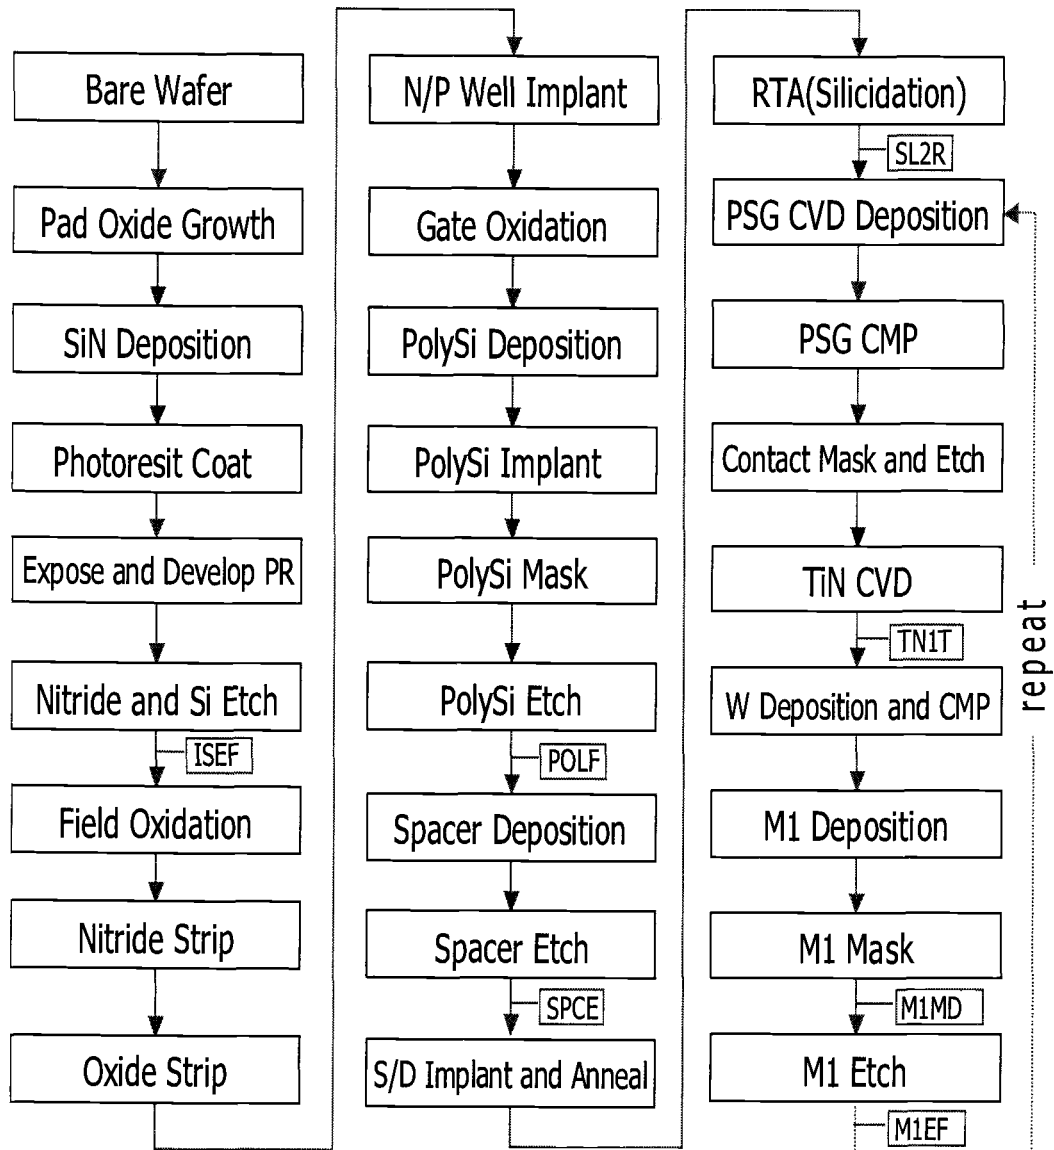 Bare Wafer
Pad Oxide Growth
SiN Deposition
Photoresit Coat
Expose and Develop PR
Nitride and Si Etch
ISEF
Field Oxidation
Nitride Strip
Oxide Strip
N/P Well Implant
Gate Oxidation
PolySi Deposition
PolySi Implant
PolySi Mask
PolySi Etch
POLF
Spacer Deposition
Spacer Etch
SPCE
S/D Implant and Anneal
RTA(Silicidation)
SL2R
PSG CVD Deposition
PSG CMP
Contact Mask and Etch
TiN CVD
TN1T
W Deposition and CMP
M1 Deposition
M1 Mask
M1MD
M1 Etch
M1EF
repeat